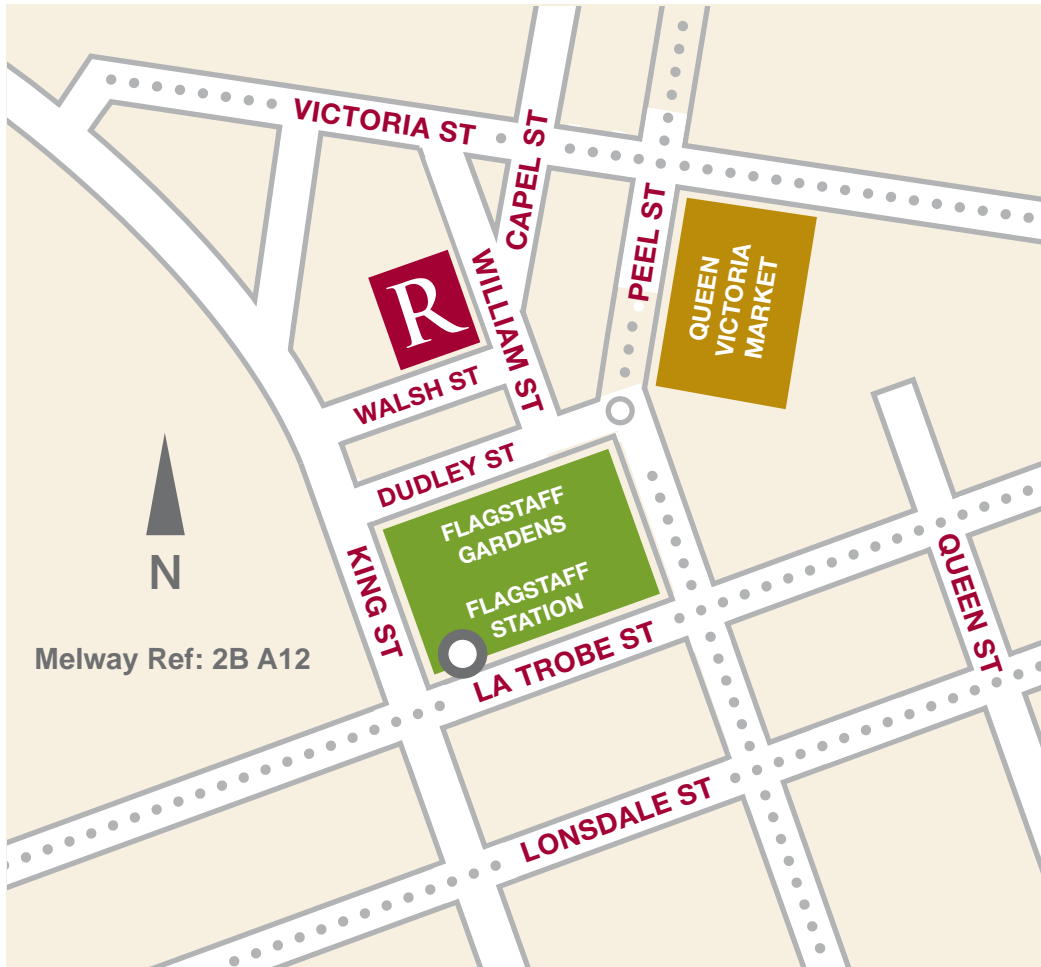 VICTORIA ST
CAPEL ST
PEEL ST
QUEEN
VICTORIA
MARKET
WILLIAM ST
R
WALSH ST
DUDLEY ST
FLAGSTAFF
GARDENS
FLAGSTAFF
STATION
KING ST
N
Melway Ref: 2B A12
LA TROBE ST
QUEEN ST
LONSDALE ST